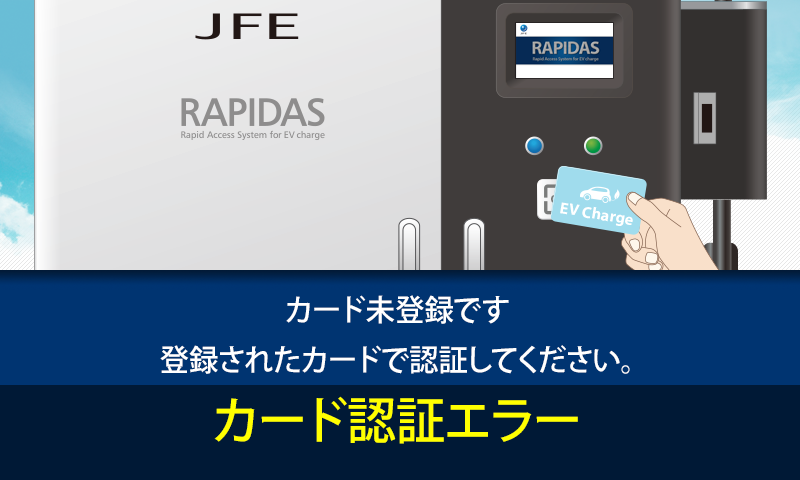 JFE
RAPIDAS
Rapid Access System for EV charge
RAPIDAS
Rapid Access System for EV charge
EV Charge
カード未登録です
登録されたカードで認証してください。
カード認証エラー